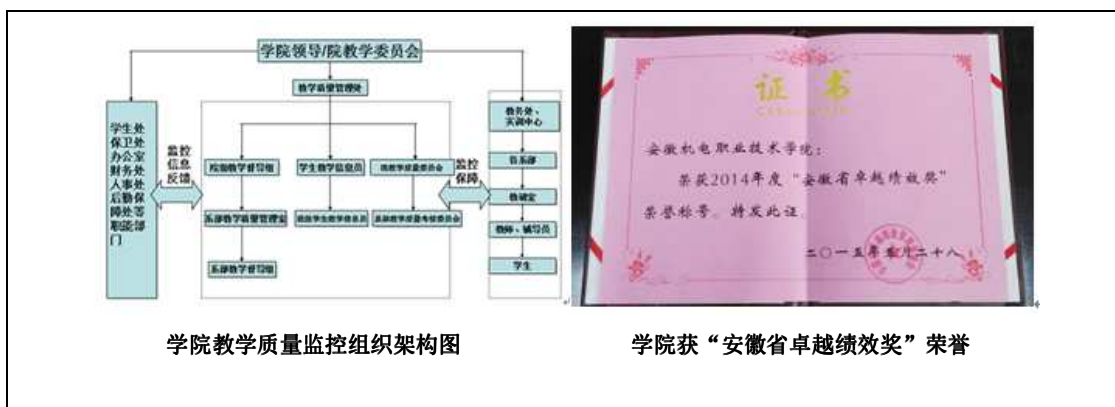 学院领导/院教学委员会
教学质量管理处
学生处
保卫处
办公室
财务处
人事处
后勤保
障处等
职能部
门
监控
信息
反馈
院级教学督导组
学生教学信息员
院教学质量委员会
系部教学质量管理室
系部教学督导组
监控
保障
教务处、
实训中心
各系部
教研室
教师、辅导员
学生
证书
安徽机电职业技术学院:
荣获2014年度“安徽省卓越绩效奖”
荣誉称号。特发此证。
学院教学质量监控组织架构图
学院获“安徽省卓越绩效奖”荣誉